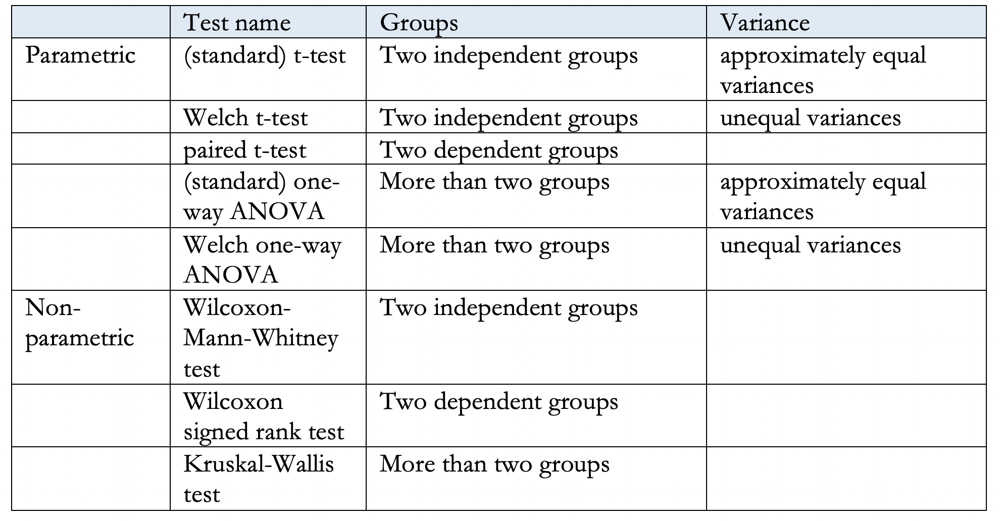 Test name Groups Variance
Parametric (standard) t-test Two independent groups approximately equal
variances
Welch t-test Two independent groups unequal variances
paired t-test Two dependent groups
(standard) one- More than two groups approximately equal
way ANOVA variances
Welch one-way More than two groups unequal variances
ANOVA
Non- Wilcoxon- Two independent groups
parametric Mann-Whitney
test
Wilcoxon Two dependent groups
signed rank test
Kruskal-Wallis More than two groups
test